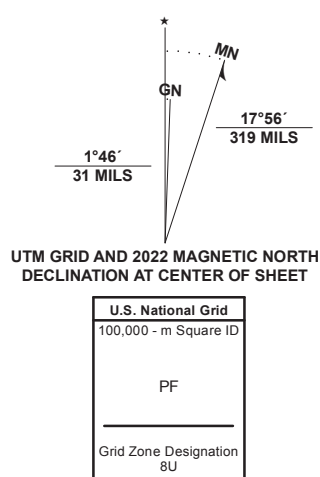 ★
MN
GN
17°56´
319 MILS
1°46´
31 MILS
UTM GRID AND 2022 MAGNETIC NORTH
DECLINATION AT CENTER OF SHEET
U.S. National Grid
100,000 - m Square ID
PF
Grid Zone Designation
8U